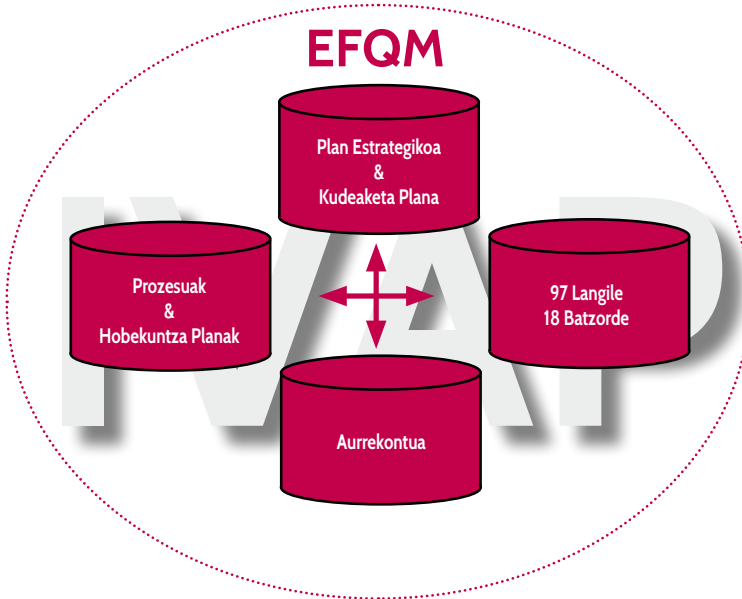 EFQM
Plan Estrategikoa
&
Kudeaketa Plana
Prozesuak
&
Hobekuntza Planak
97 Langile
18 Batzorde
Aurrekontua
IVAP